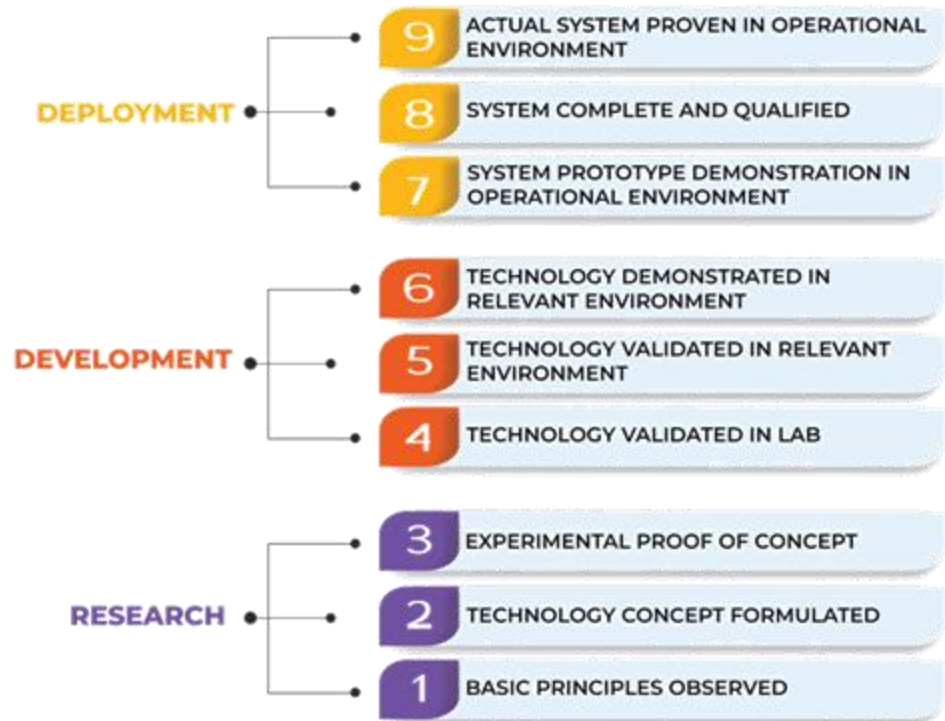 9
ACTUAL SYSTEM PROVEN IN OPERATIONAL
ENVIRONMENT
DEPLOYMENT
8
SYSTEM COMPLETE AND QUALIFIED
7
SYSTEM PROTOTYPE DEMONSTRATION IN
OPERATIONAL ENVIRONMENT
6
TECHNOLOGY DEMONSTRATED IN
RELEVANT ENVIRONMENT
DEVELOPMENT
5
TECHNOLOGY VALIDATED IN RELEVANT
ENVIRONMENT
4
TECHNOLOGY VALIDATED IN LAB
3
EXPERIMENTAL PROOF OF CONCEPT
RESEARCH
2
TECHNOLOGY CONCEPT FORMULATED
1
BASIC PRINCIPLES OBSERVED